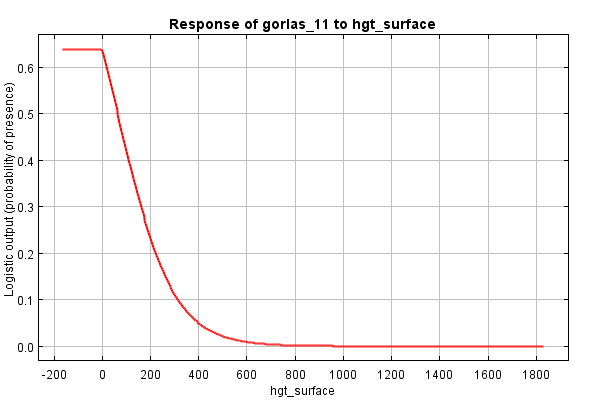 Response of gorlas_11 to hgt_surface
Logistic output (probability of presence)
0.6
0.5
0.4
0.3
0.2
0.1
0.0
-200 0 200 400 600 800 1000 1200 1400 1600 1800
hgt_surface